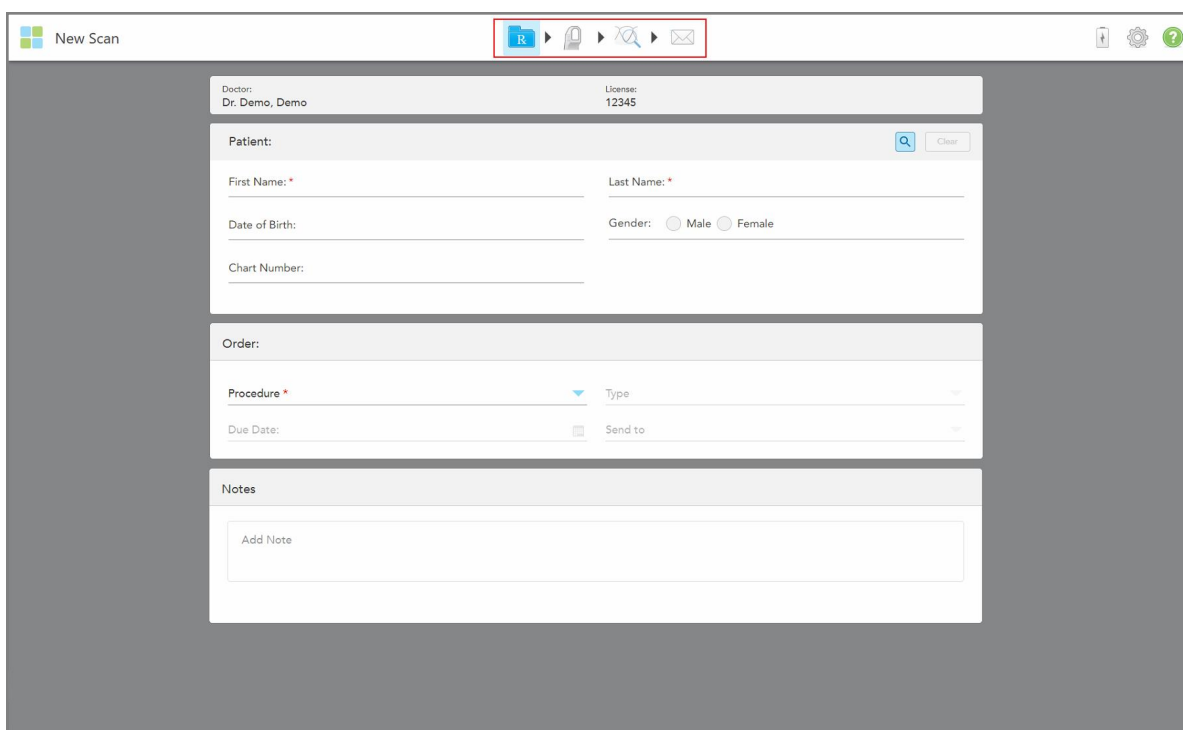 New Scan
R
?
Doctor:
License:
Dr. Demo, Demo
12345
Patient:
Clear
First Name: *
Last Name: *
Date of Birth:
Gender: Male Female
Chart Number:
Order:
Procedure *
Type
Due Date:
Send to
Notes
Add Note